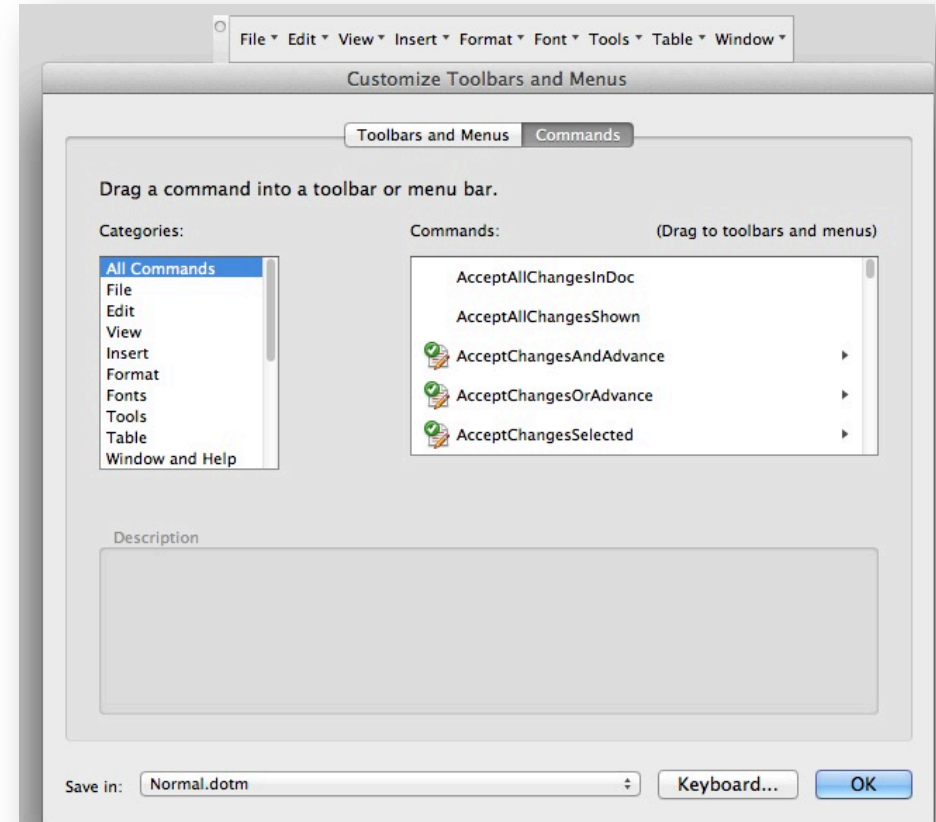 File Edit View Insert Format Font Tools Table Window
Customize Toolbars and Menus
Toolbars and Menus Commands
Drag a command into a toolbar or menu bar.
Categories: Commands: (Drag to toolbars and menus)
All Commands
File
Edit
View
Insert
Format
Fonts
Tools
Table
Window and Help
AcceptAllChangesInDoc
AcceptAllChangesShown
AcceptChangesAndAdvance
AcceptChangesOrAdvance
AcceptChangesSelected
Description
Save in: Normal.dotm Keyboard... OK